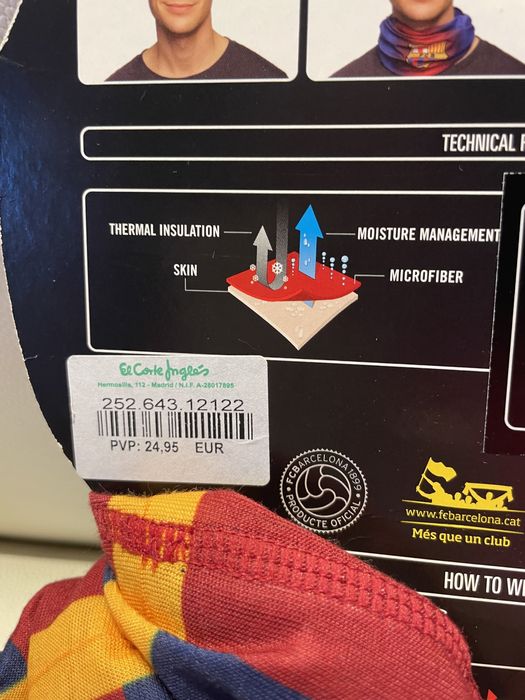 TECHNICAL
THERMAL INSULATION
MOISTURE MANAGEMENT
SKIN
MICROFIBER
El Corte Inglés
Hermosilla, 112 - Madrid / N.I.F. A-28017895
252.643.12122
PVP: 24,95 EUR
FCBARCELONA 1899
PRODUCTE OFICIAL
www.fcbarcelona.cat
Més que un club
HOW TO